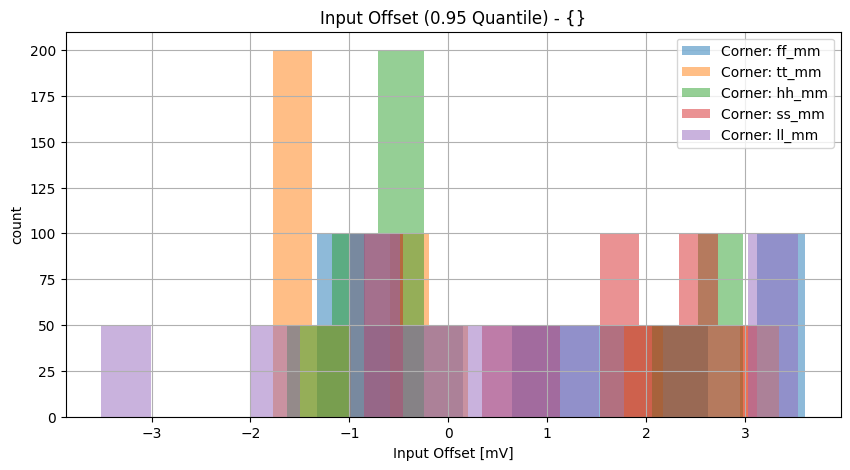 Input Offset (0.95 Quantile) - {}
Corner: ff_mm
Corner: tt_mm
Corner: hh_mm
Corner: ss_mm
Corner: ll_mm
200
175
150
125
100
75
50
25
0
count
−3
−2
−1
0
1
2
3
Input Offset [mV]